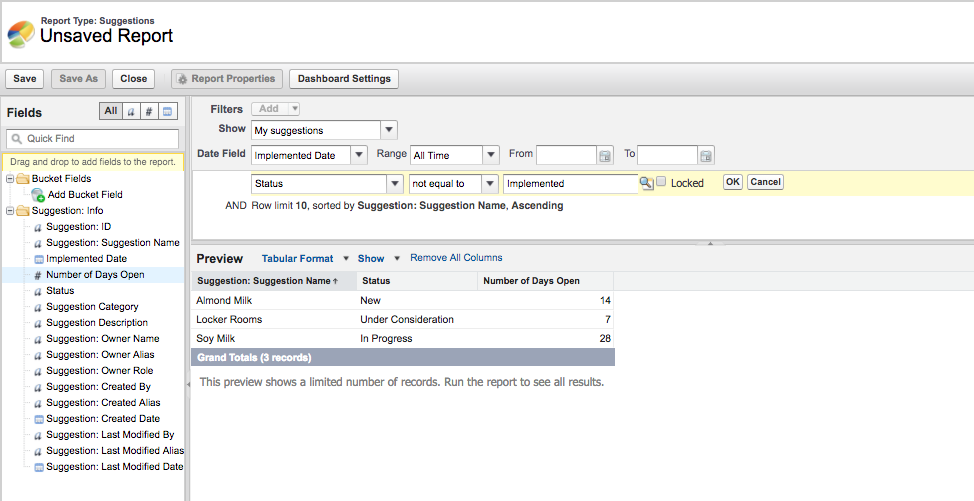 Report Type: Suggestions
Unsaved Report
Save Save As Close Report Properties Dashboard Settings
Fields All a # 
Quick Find
Drag and drop to add fields to the report.
Bucket Fields
Add Bucket Field
Suggestion: Info
a Suggestion: ID
a Suggestion: Suggestion Name
Implemented Date
# Number of Days Open
a Status
a Suggestion Category
a Suggestion Description
a Suggestion: Owner Name
a Suggestion: Owner Alias
a Suggestion: Owner Role
a Suggestion: Created By
a Suggestion: Created Alias
Suggestion: Created Date
a Suggestion: Last Modified By
a Suggestion: Last Modified Alias
Suggestion: Last Modified Date
Filters Add
Show My suggestions
Date Field Implemented Date Range All Time From To
Status not equal to Implemented Locked OK Cancel
AND Row limit 10, sorted by Suggestion: Suggestion Name, Ascending
Preview Tabular Format Show Remove All Columns
Suggestion: Suggestion Name↑ Status Number of Days Open
Almond Milk New 14
Locker Rooms Under Consideration 7
Soy Milk In Progress 28
Grand Totals (3 records)
This preview shows a limited number of records. Run the report to see all results.